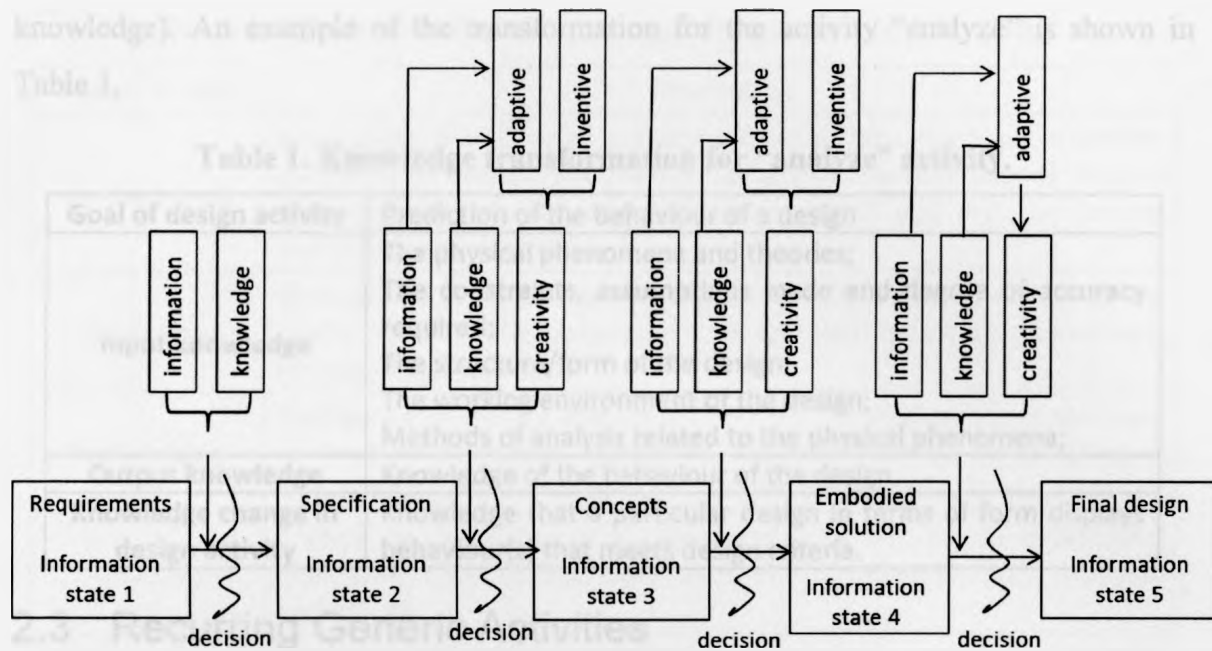 knowledge). An example of the transformation for the activity "analyze" is shown in
Table 1.
adaptive
inventive
adaptive
inventive
adaptive
Table 1. Knowledge transformation for "analyze" activity.
Goal of design activity
Prediction of the behaviour of a design
information
knowledge
information
knowledge
creativity
information
knowledge
creativity
information
knowledge
creativity
The physical phenomena and theories;
The constraints, assumptions made and degree of accuracy
required;
Input knowledge
The structure/form of the design;
The working environment of the design;
Methods of analysis related to the physical phenomena;
Output knowledge
Knowledge of the behaviour of the design
Knowledge change in
design activity
Knowledge that a particular design in terms of form displays
that meets design criteria.
Requirements
Information
state 1
Specification
Information
state 2
Concepts
Information
state 3
Embodied
solution
Information
state 4
Final design
Information
state 5
decision
decision
decision
decision
2.3 Recurring Generic Activities